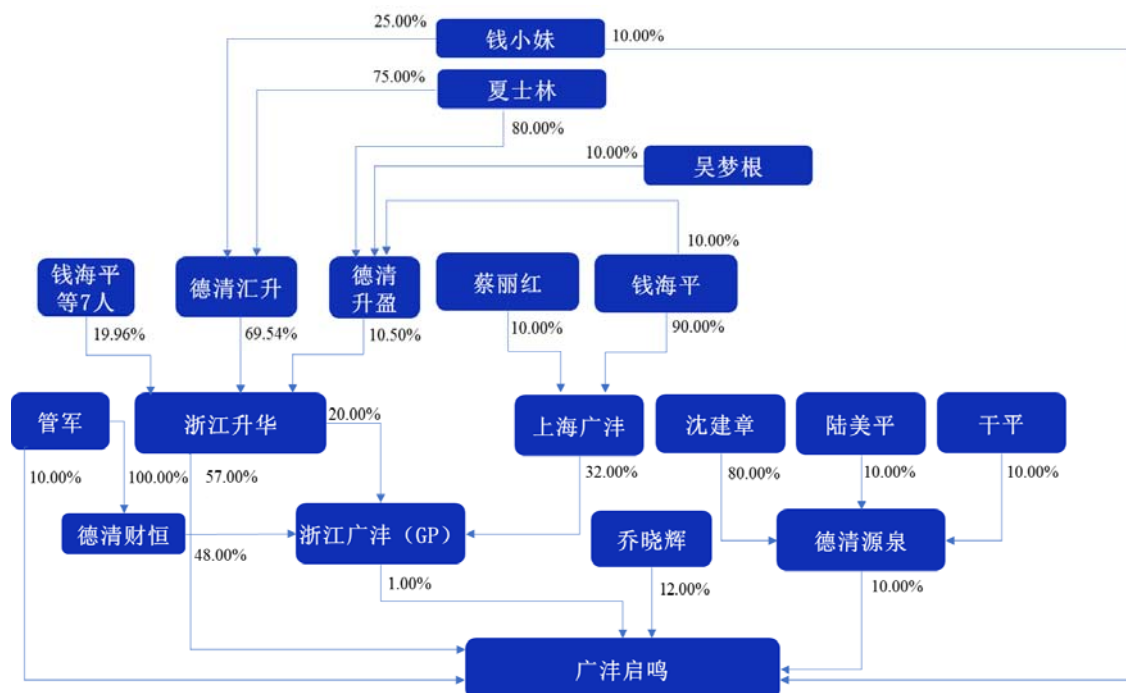 25.00%
钱小妹
10.00%
75.00%
夏士林
80.00%
10.00%
吴梦根
10.00%
钱海平
等7人
德清汇升
德清
升盈
蔡丽红
钱海平
19.96%
69.54%
10.50%
10.00%
90.00%
管军
浙江升华
20.00%
上海广沣
沈建章
陆美平
干平
10.00%
100.00%
57.00%
32.00%
80.00%
10.00%
10.00%
德清财恒
48.00%
浙江广沣（GP）
乔晓辉
德清源泉
1.00%
12.00%
10.00%
广沣启鸣